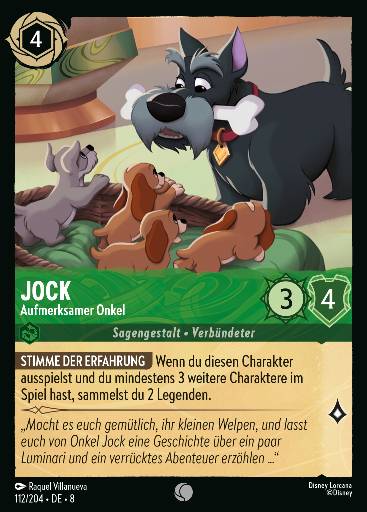 4
JOCK
Aufmerksamer Onkel
3
4
Sagengestalt • Verbündeter
STIMME DER ERFAHRUNG Wenn du diesen Charakter
ausspielst und du mindestens 3 weitere Charaktere im
Spiel hast, sammelst du 2 Legenden.
„Macht es euch gemütlich, ihr kleinen Welpen, und lasst
euch von Onkel Jock eine Geschichte über ein paar
Luminari und ein verrücktes Abenteuer erzählen ...“
Raquel Villanueva
112/204 • DE • 8
Disney Lorcana
©Disney